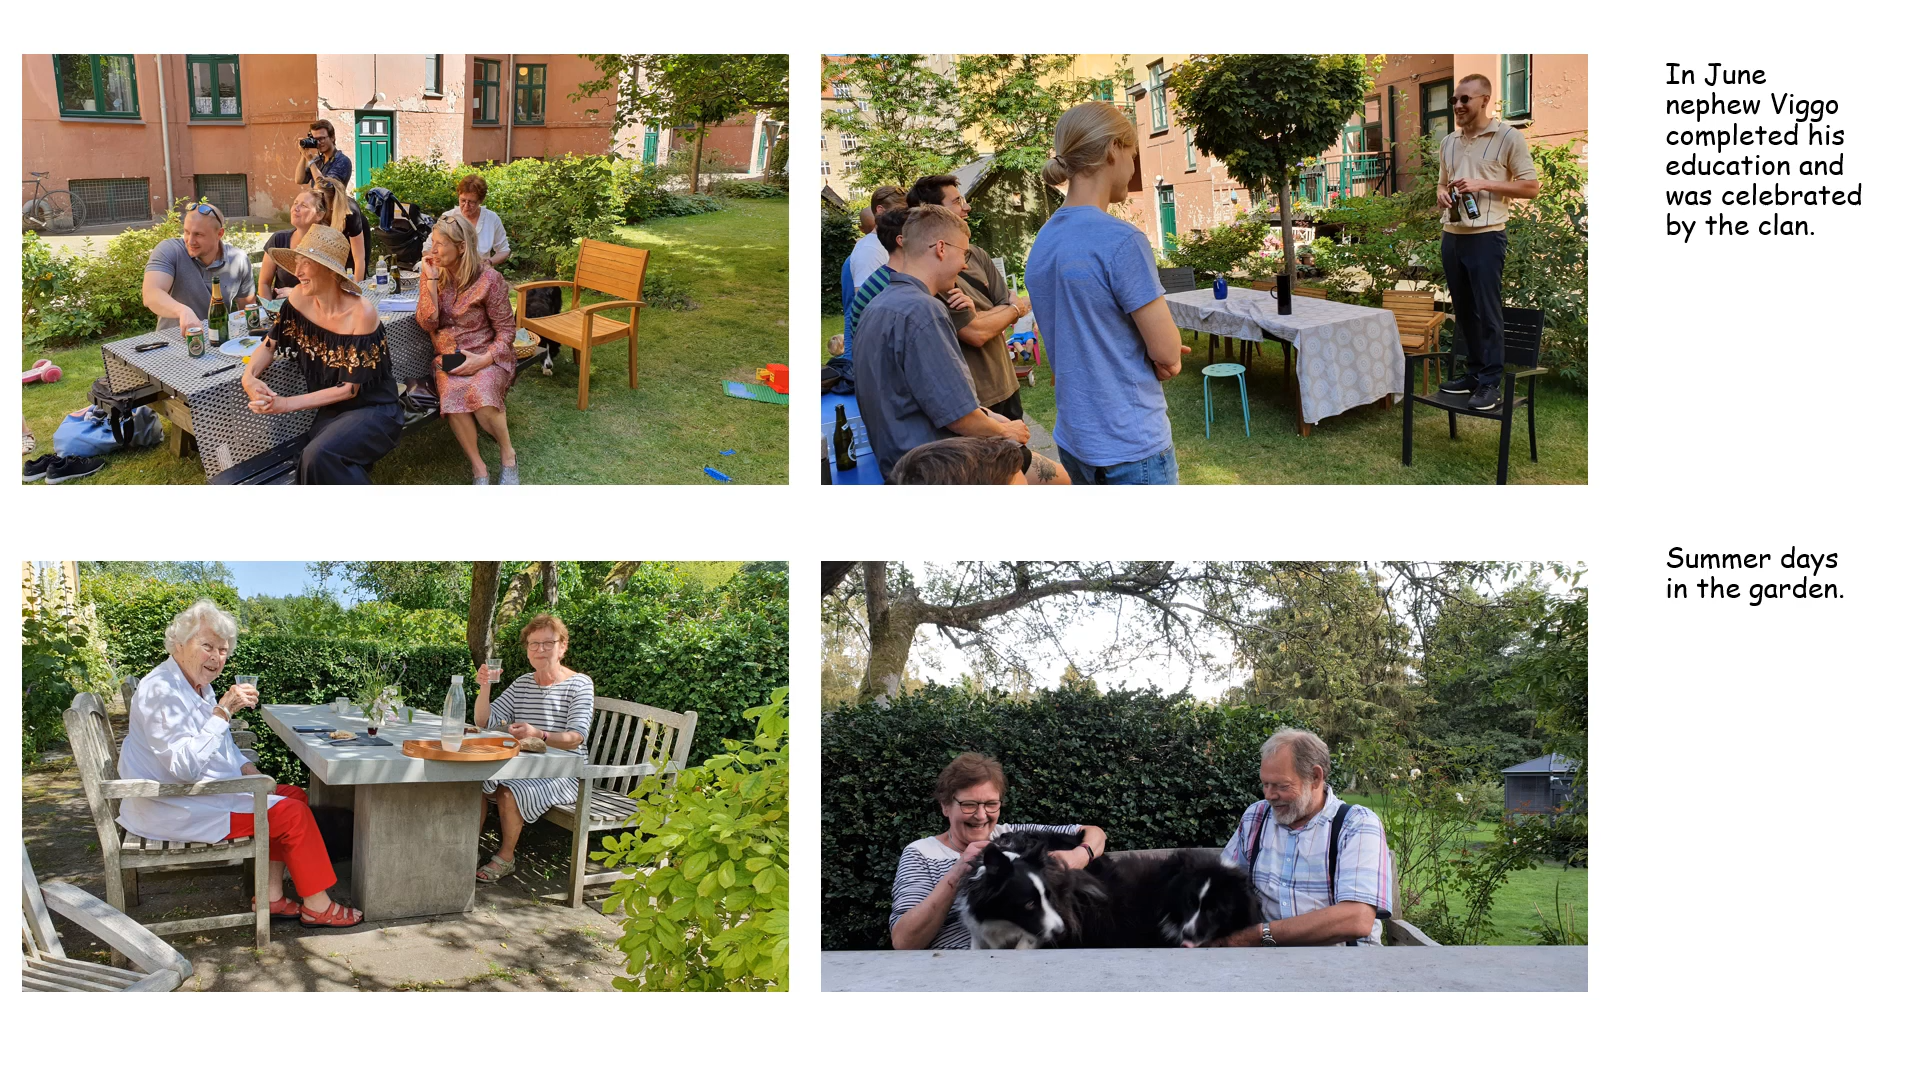 In June
nephew Viggo
completed his
education and
was celebrated
by the clan.
Summer days
in the garden.